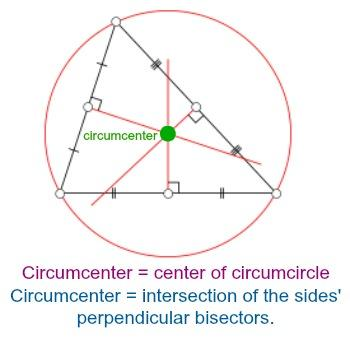 circumcenter
Circumcenter = center of circumcircle
Circumcenter = intersection of the sides'
perpendicular bisectors.